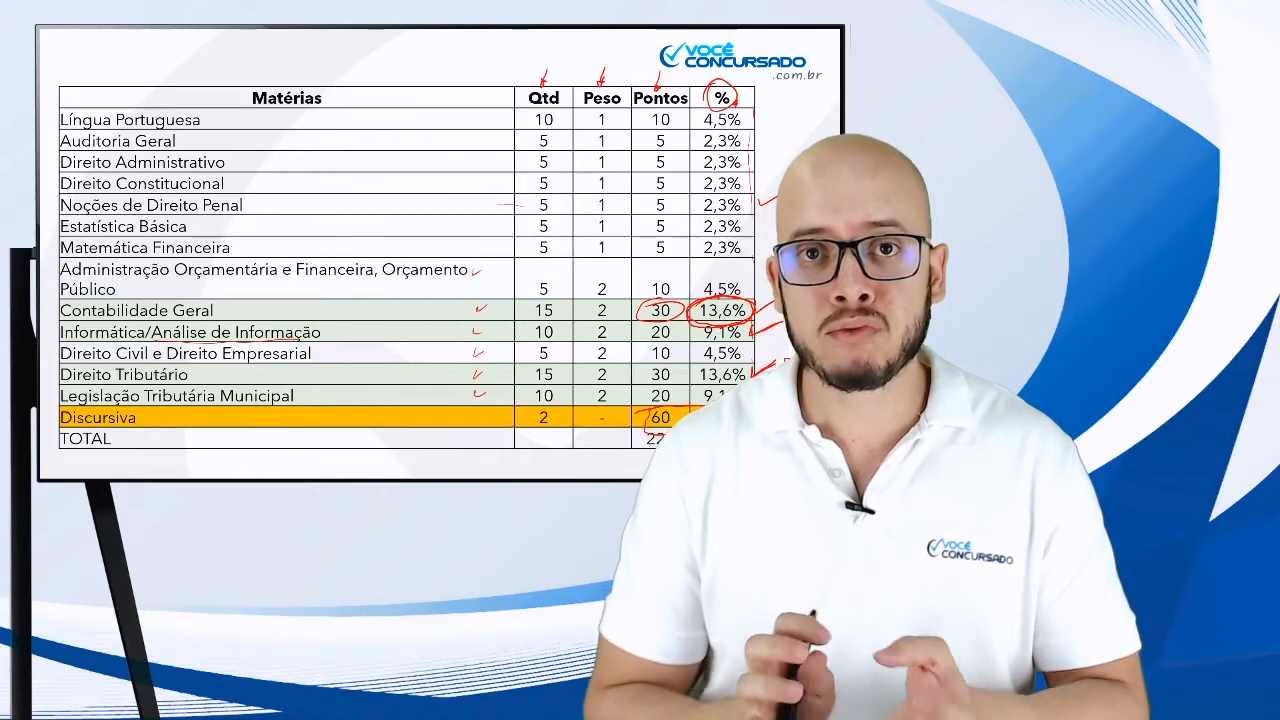 VOCÊ
CONCURSADO
.com.br
Matérias Qtd Peso Pontos %
Língua Portuguesa 10 1 10 4,5%
Auditoria Geral 5 1 5 2,3%
Direito Administrativo 5 1 5 2,3%
Direito Constitucional 5 1 5 2,3%
Noções de Direito Penal 5 1 5 2,3%
Estatística Básica 5 1 5 2,3%
Matemática Financeira 5 1 5 2,3%
Administração Orçamentária e Financeira, Orçamento
Público 5 2 10 4,5%
Contabilidade Geral 15 2 30 13,6%
Informática/Análise de Informação 10 2 20 9,1%
Direito Civil e Direito Empresarial 5 2 10 4,5%
Direito Tributário 15 2 30 13,6%
Legislação Tributária Municipal 10 2 20
Discursiva 2 - 60
TOTAL
VOCÊ
CONCURSADO